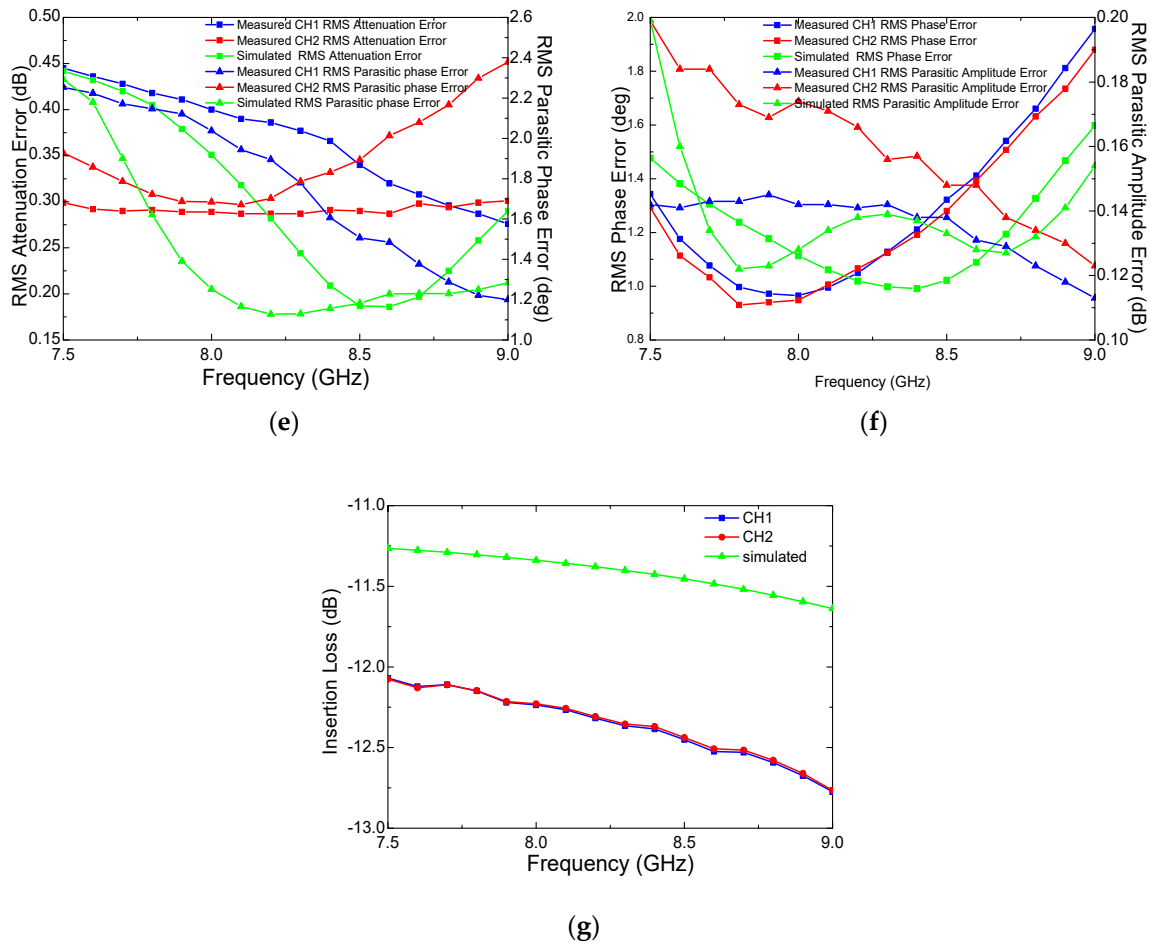 0.50
0.45
0.40
0.35
0.30
0.25
0.20
0.15
RMS Attenuation Error (dB)
Measured CH1 RMS Attenuation Error
Measured CH2 RMS Attenuation Error
Simulated  RMS Attenuation Error
Measured CH1 RMS Parasitic phase Error
Measured CH2 RMS Parasitic phase Error
Simulated RMS Parasitic phase Error
2.6
2.4
2.2
2.0
1.8
1.6
1.4
1.2
1.0
RMS Parasitic Phase Error (deg)
7.5 8.0 8.5 9.0
Frequency (GHz)
(e)
2.0
1.8
1.6
1.4
1.2
1.0
0.8
RMS Phase Error (deg)
Measured CH1 RMS Phase Error
Measured CH2 RMS Phase Error
Simulated  RMS Phase Error
Measured CH1 RMS Parasitic Amplitude Error
Measured CH2 RMS Parasitic Amplitude Error
Simulated RMS Parasitic Amplitude Error
0.20
0.18
0.16
0.14
0.12
0.10
RMS Parasitic Amplitude Error (dB)
7.5 8.0 8.5 9.0
Frequency (GHz)
(f)
-11.0
-11.5
-12.0
-12.5
-13.0
Insertion Loss (dB)
CH1
CH2
simulated
7.5 8.0 8.5 9.0
Frequency (GHz)
(g)